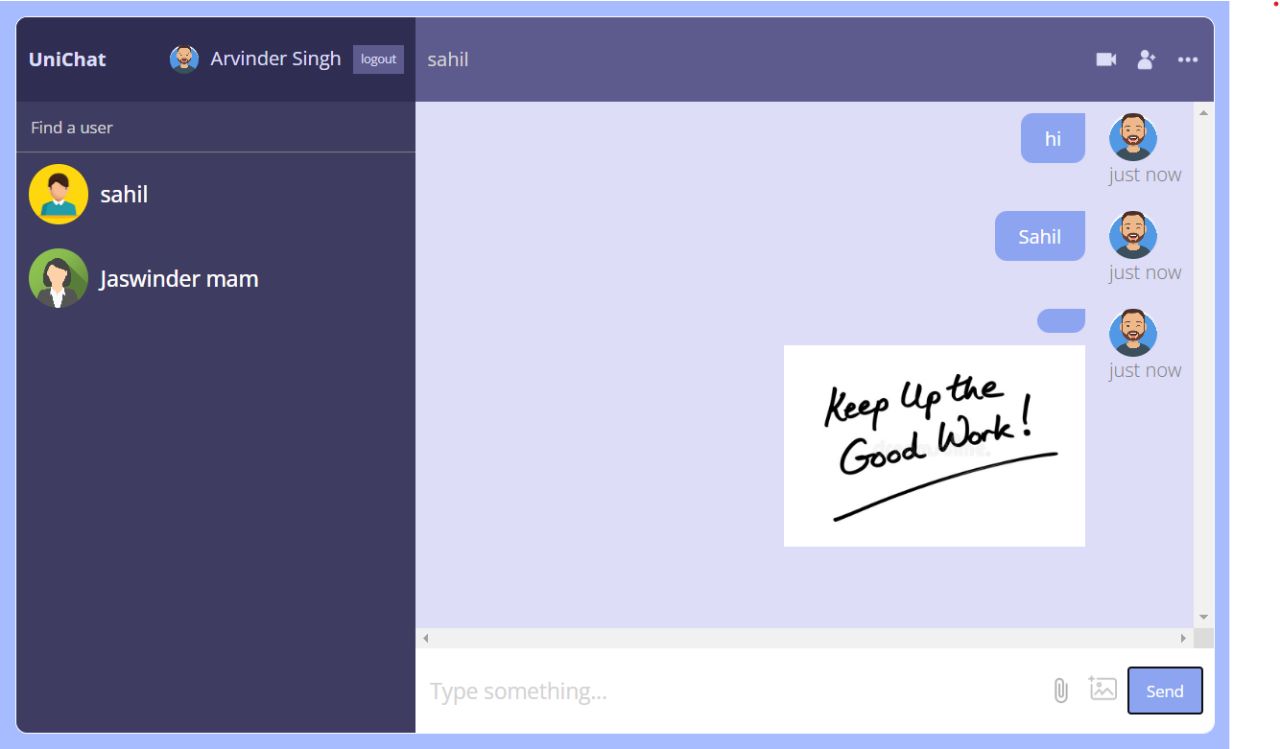 UniChat
Arvinder Singh
logout
sahil
Find a user
sahil
Jaswinder mam
hi
just now
Sahil
just now
just now
Keep Up the
Good Work!
Type something...
Send